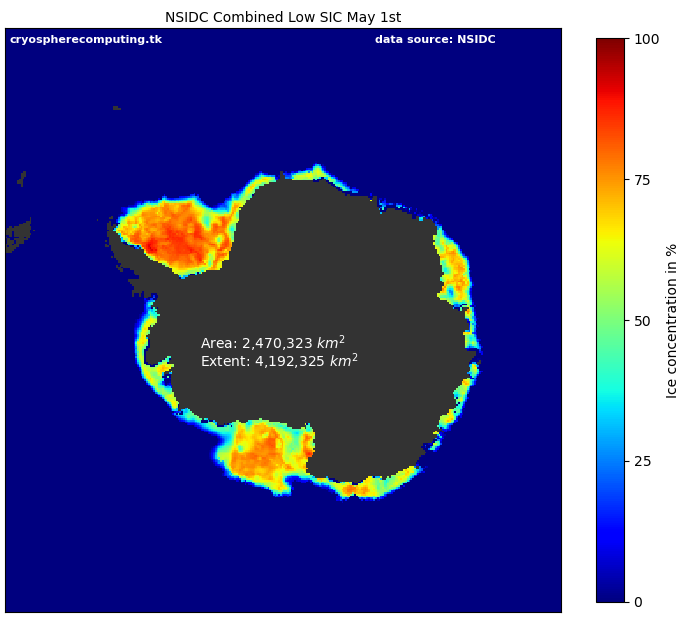 NSIDC Combined Low SIC May 1st
cryospherecomputing.tk data source: NSIDC
Area: 2,470,323 km²
Extent: 4,192,325 km²
100
75
50
25
0
Ice concentration in %